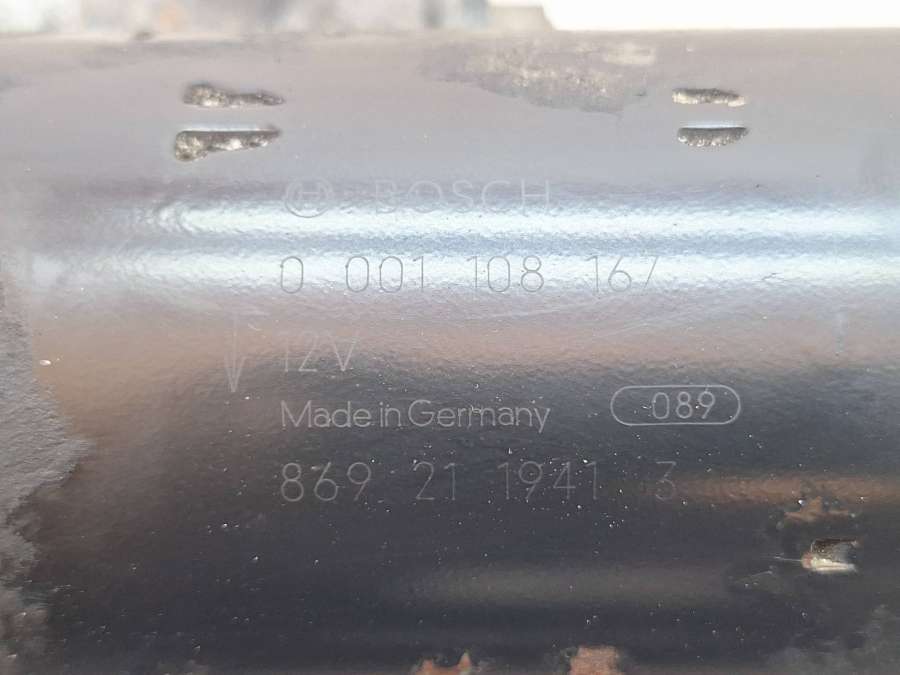 BOSCH
0 001 108 167
12V
Made in Germany 089
869 21 1941 3